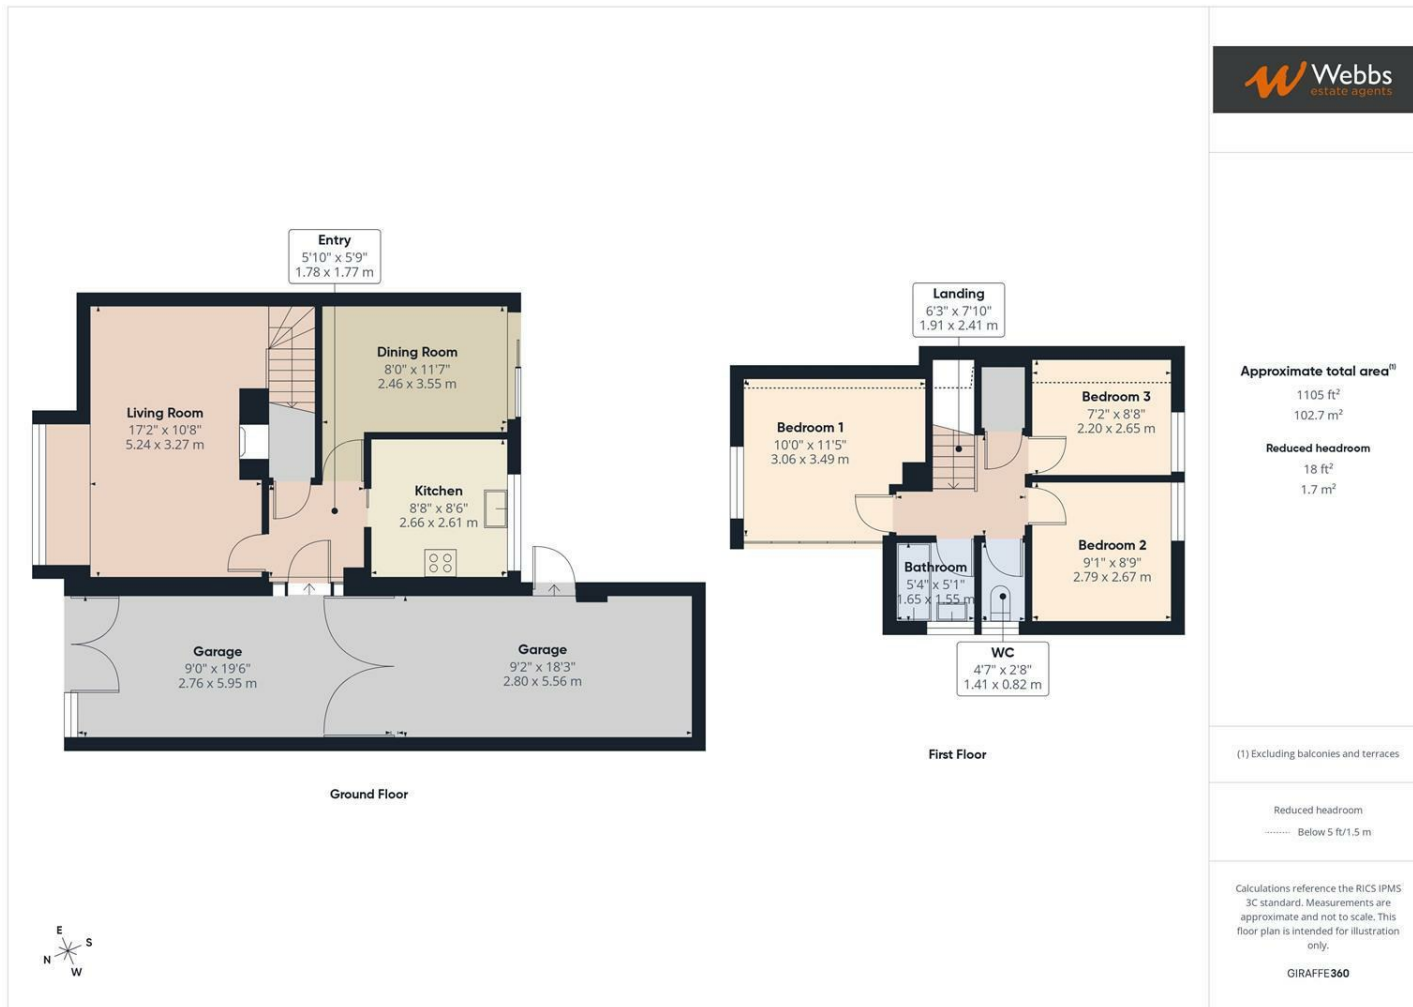 Webbs
estate agents
Entry
5'10" x 5'9"
1.78 x 1.77 m
Dining Room
8'0" x 11'7"
2.46 x 3.55 m
Living Room
17'2" x 10'8"
5.24 x 3.27 m
Kitchen
8'8" x 8'6"
2.66 x 2.61 m
Garage
9'0" x 19'6"
2.76 x 5.95 m
Garage
9'2" x 18'3"
2.80 x 5.56 m
Ground Floor
Landing
6'3" x 7'10"
1.91 x 2.41 m
Bedroom 1
10'0" x 11'5"
3.06 x 3.49 m
Bedroom 3
7'2" x 8'8"
2.20 x 2.65 m
Bedroom 2
9'1" x 8'9"
2.79 x 2.67 m
Bathroom
5'4" x 5'1"
1.65 x 1.55 m
WC
4'7" x 2'8"
1.41 x 0.82 m
First Floor
E
S
N
W
Approximate total area(1)
1105 ft²
102.7 m²
Reduced headroom
18 ft²
1.7 m²
(1) Excluding balconies and terraces
Reduced headroom
Below 5 ft/1.5 m
Calculations reference the RICS IPMS
3C standard. Measurements are
approximate and not to scale. This
floor plan is intended for illustration
only.
GIRAFFE360